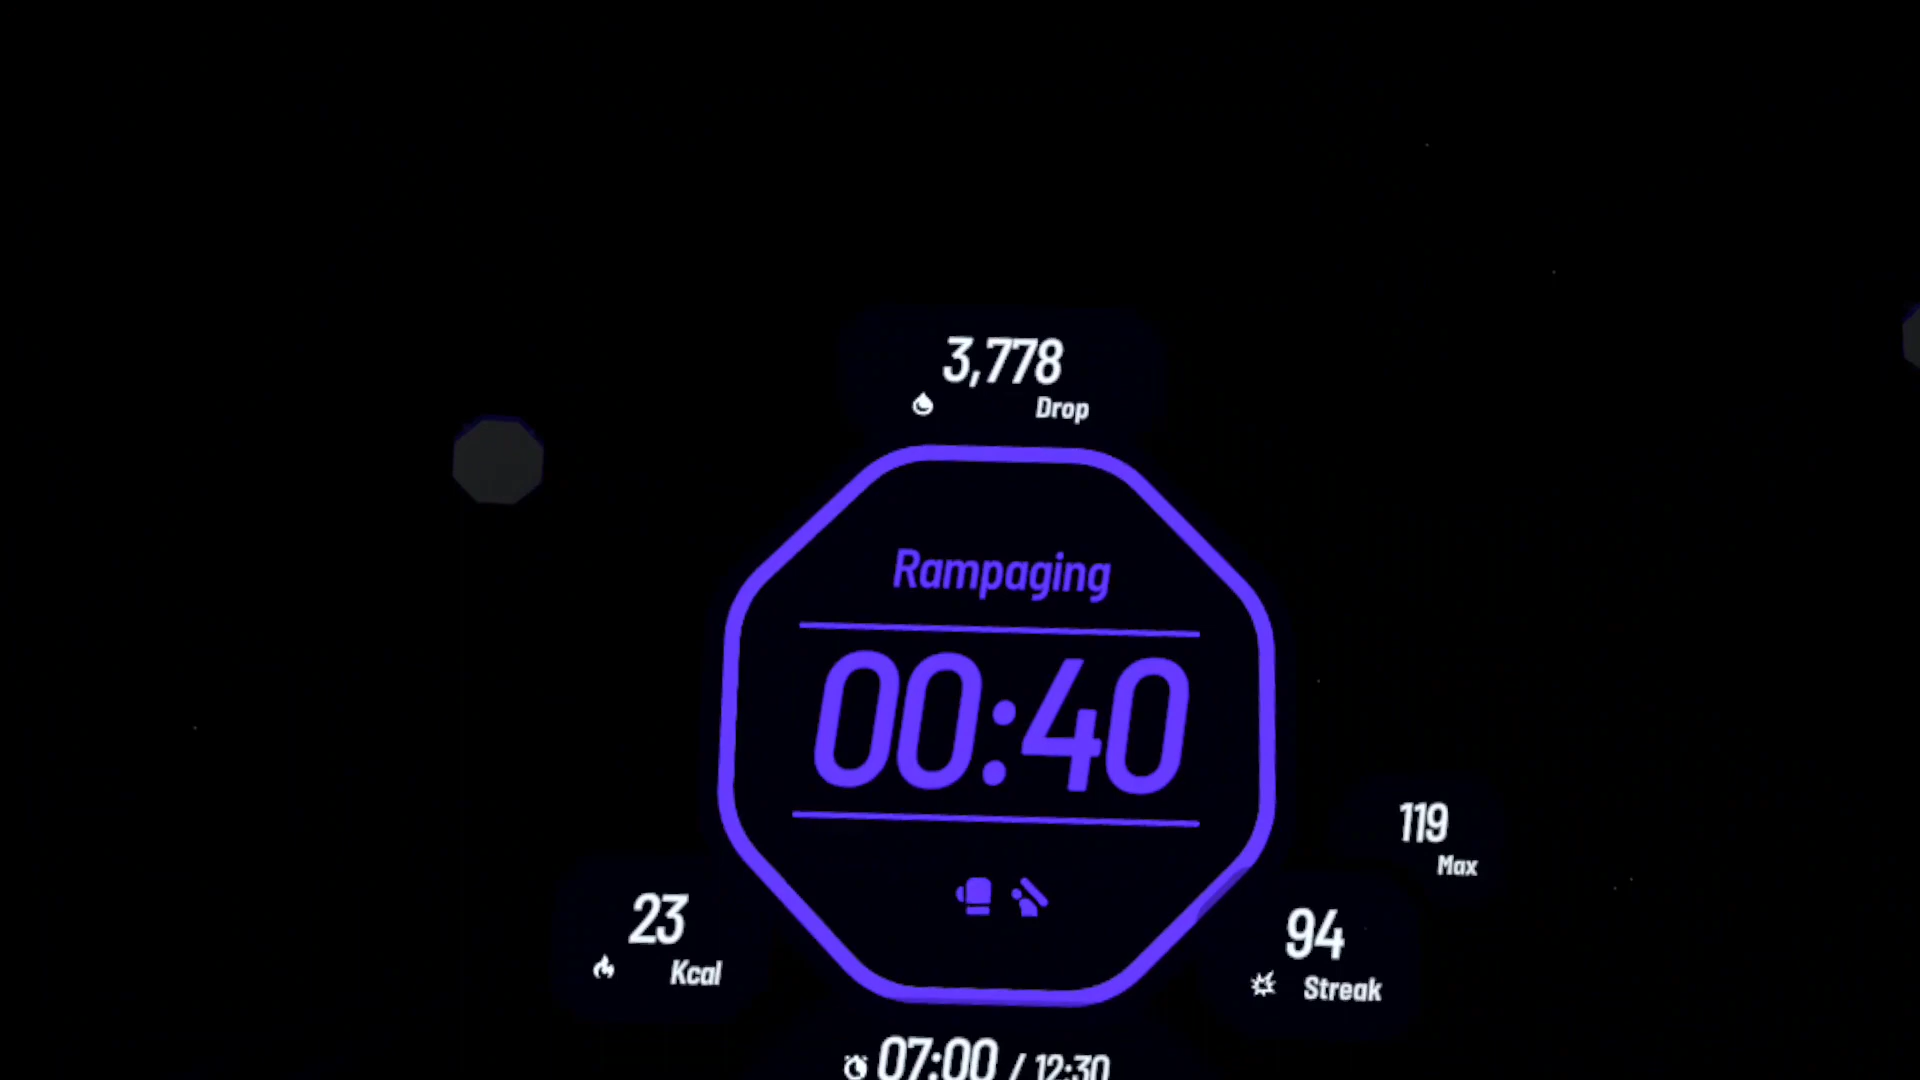 3,778
Drop
Rampaging
00:40
119
Max
23
Kcal
94
Streak
07:00 / 12:30